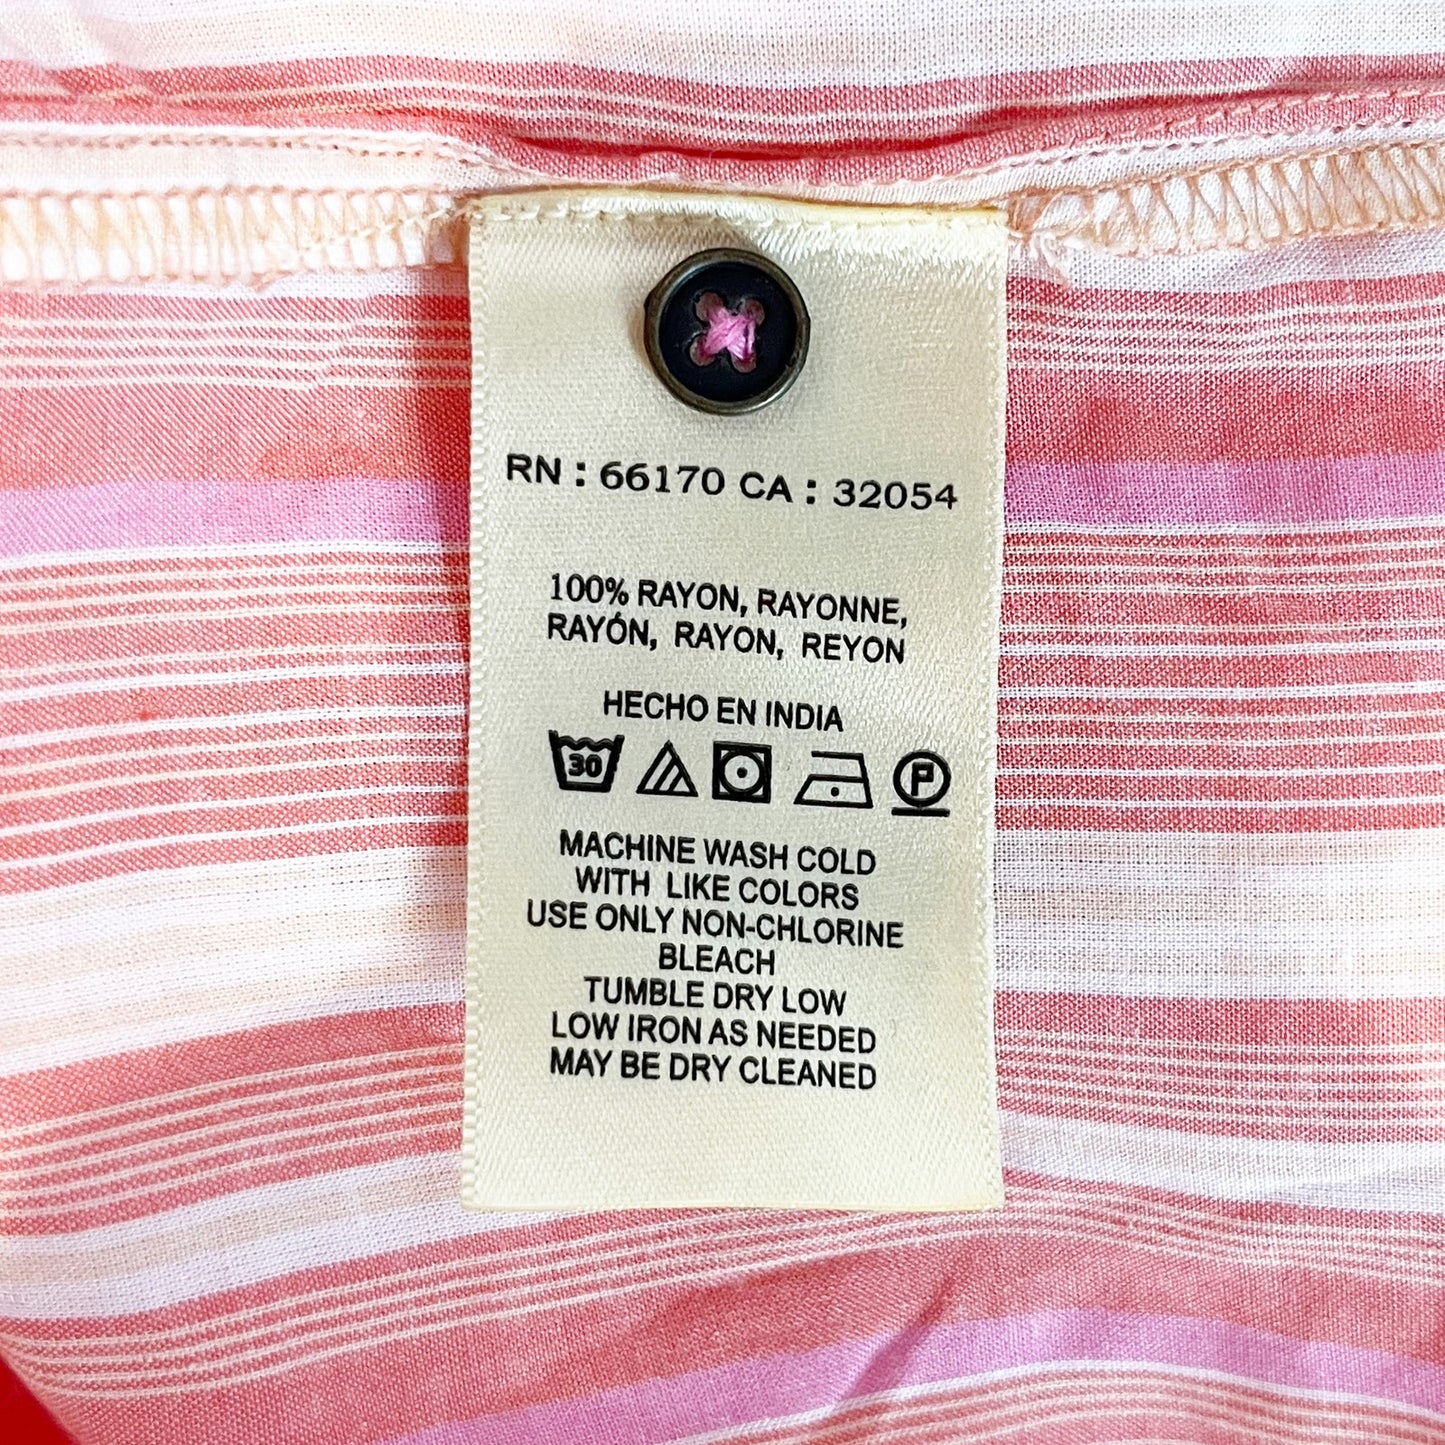 RN : 66170 CA : 32054
100% RAYON, RAYONNE,
RAYÓN, RAYON, REYON
HECHO EN INDIA
30 P
MACHINE WASH COLD
WITH LIKE COLORS
USE ONLY NON-CHLORINE
BLEACH
TUMBLE DRY LOW
LOW IRON AS NEEDED
MAY BE DRY CLEANED